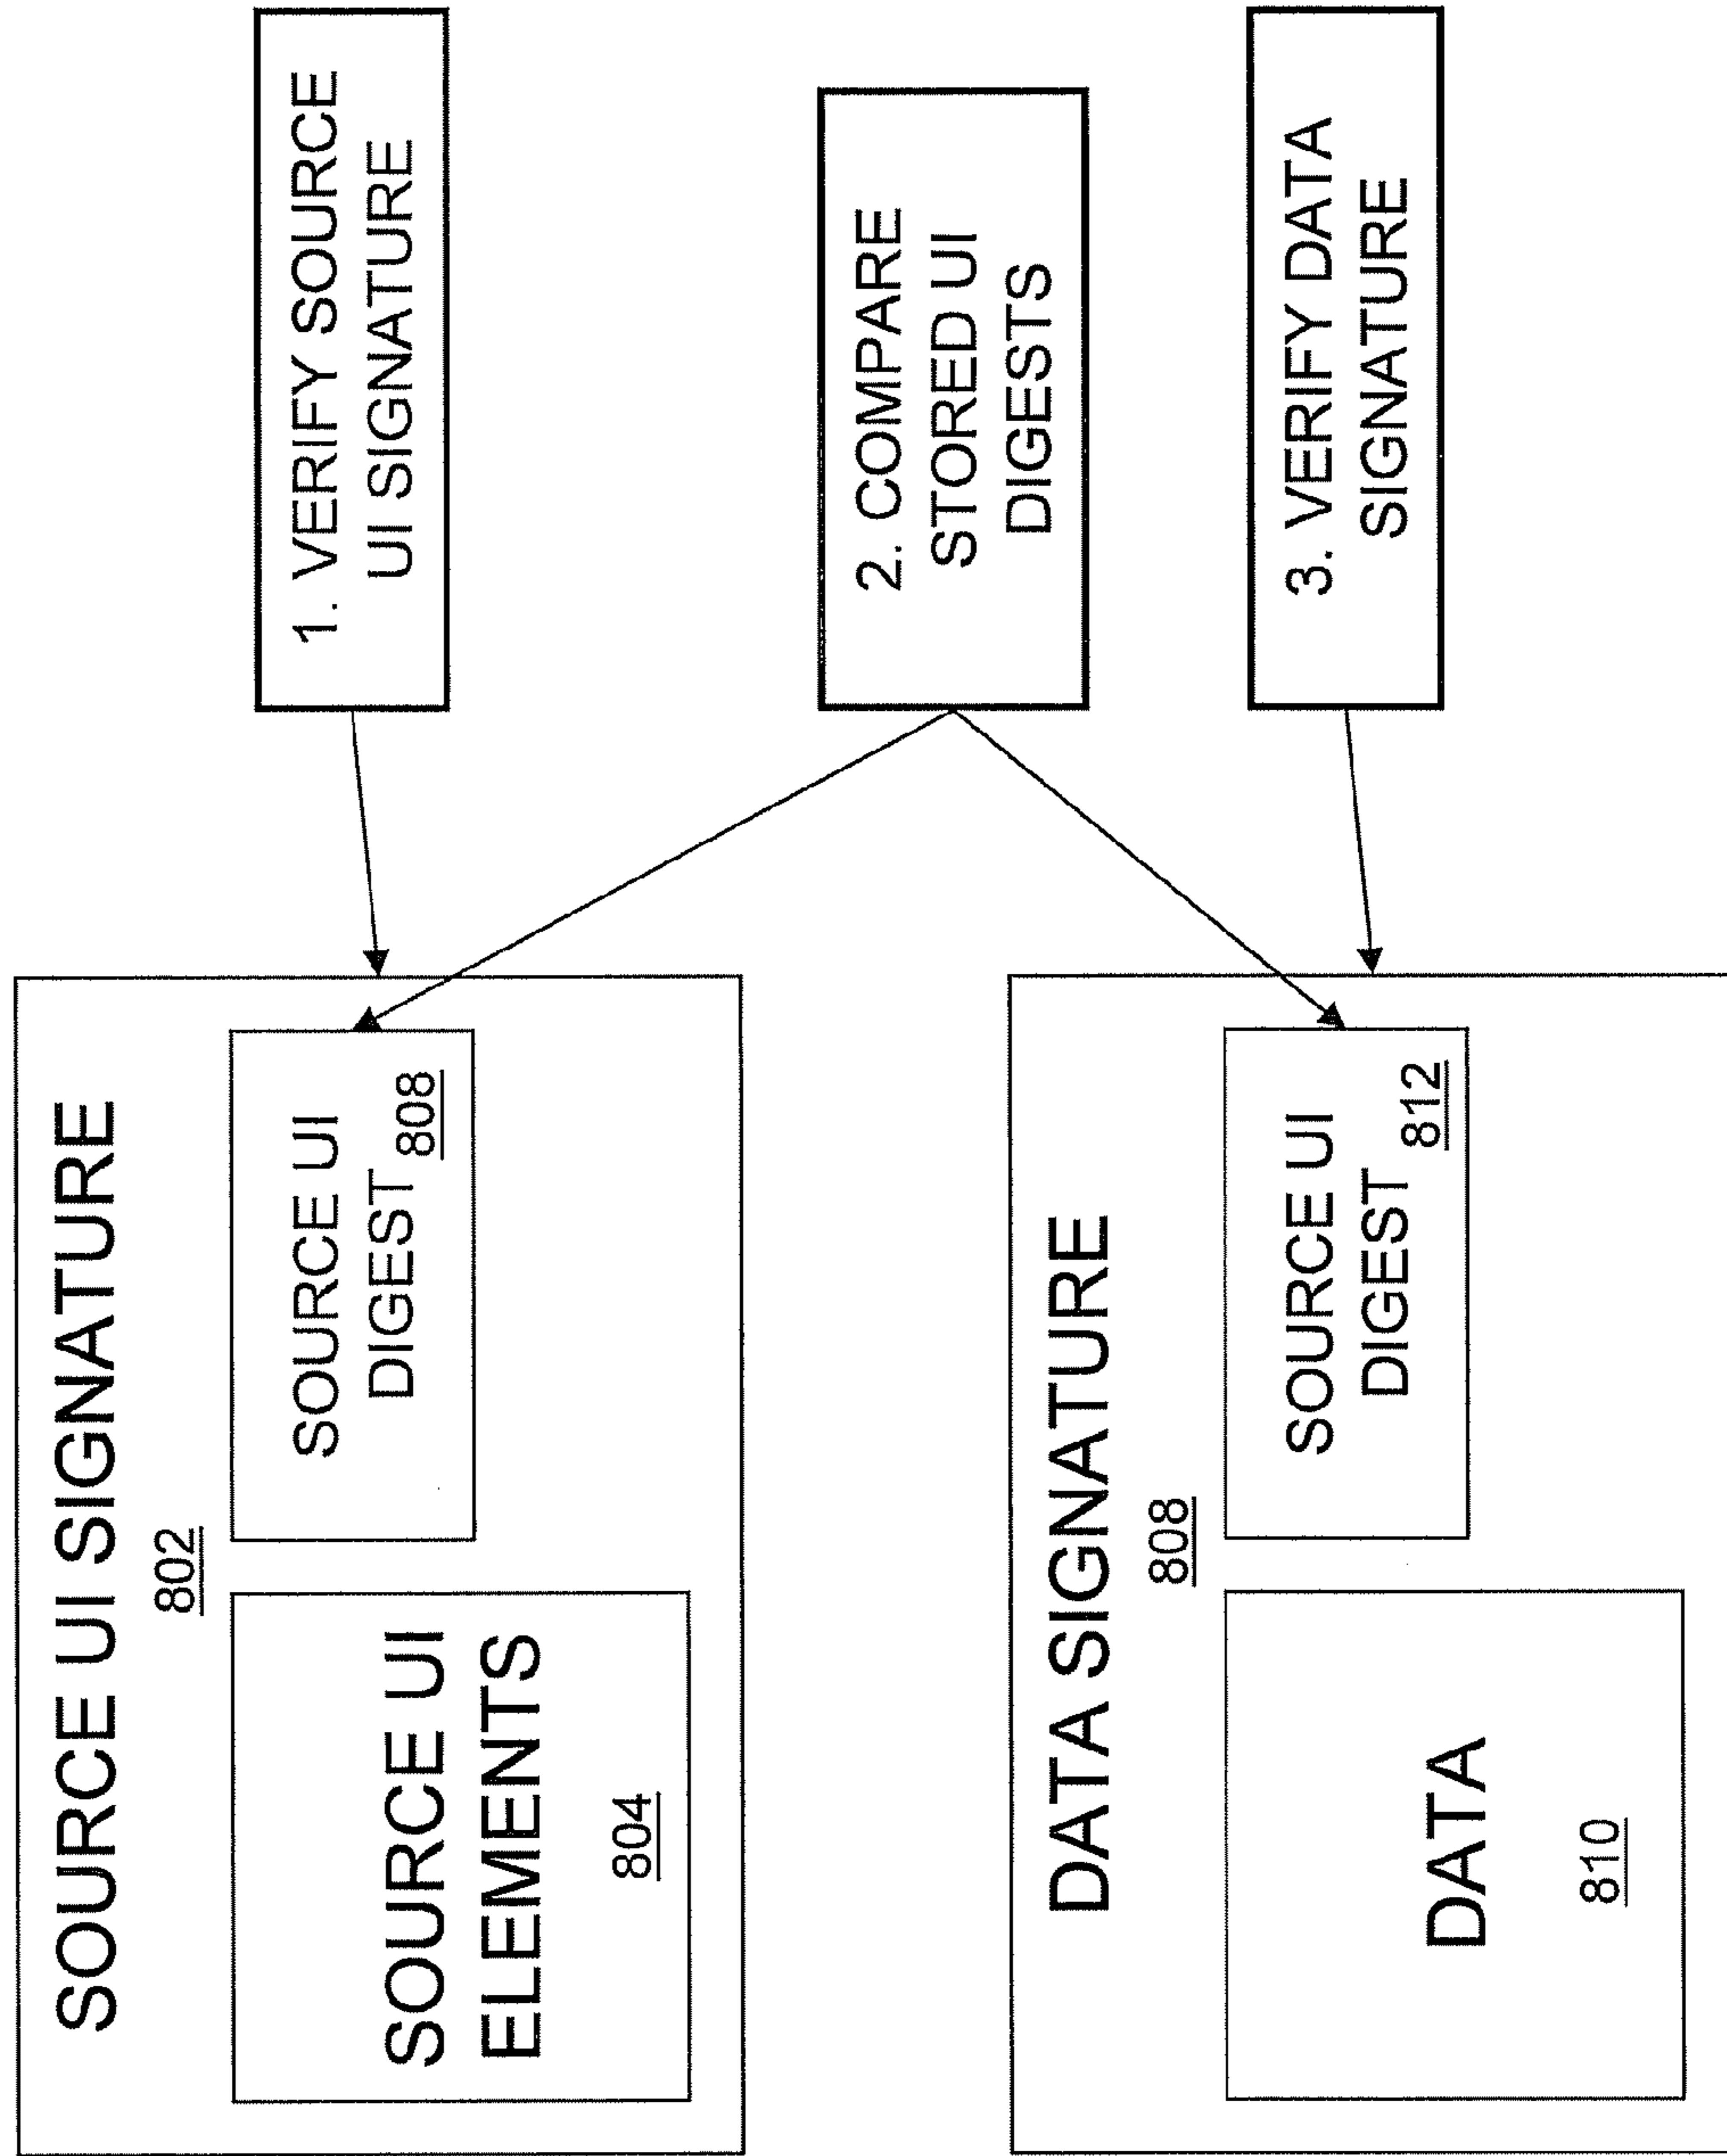 SOURCE UI SIGNATURE
802
SOURCE UI
ELEMENTS
804
SOURCE UI
DIGEST
808
1. VERIFY SOURCE
UI SIGNATURE
2. COMPARE
STORED UI
DIGESTS
DATA SIGNATURE
808
DATA
810
SOURCE UI
DIGEST
812
3. VERIFY DATA
SIGNATURE